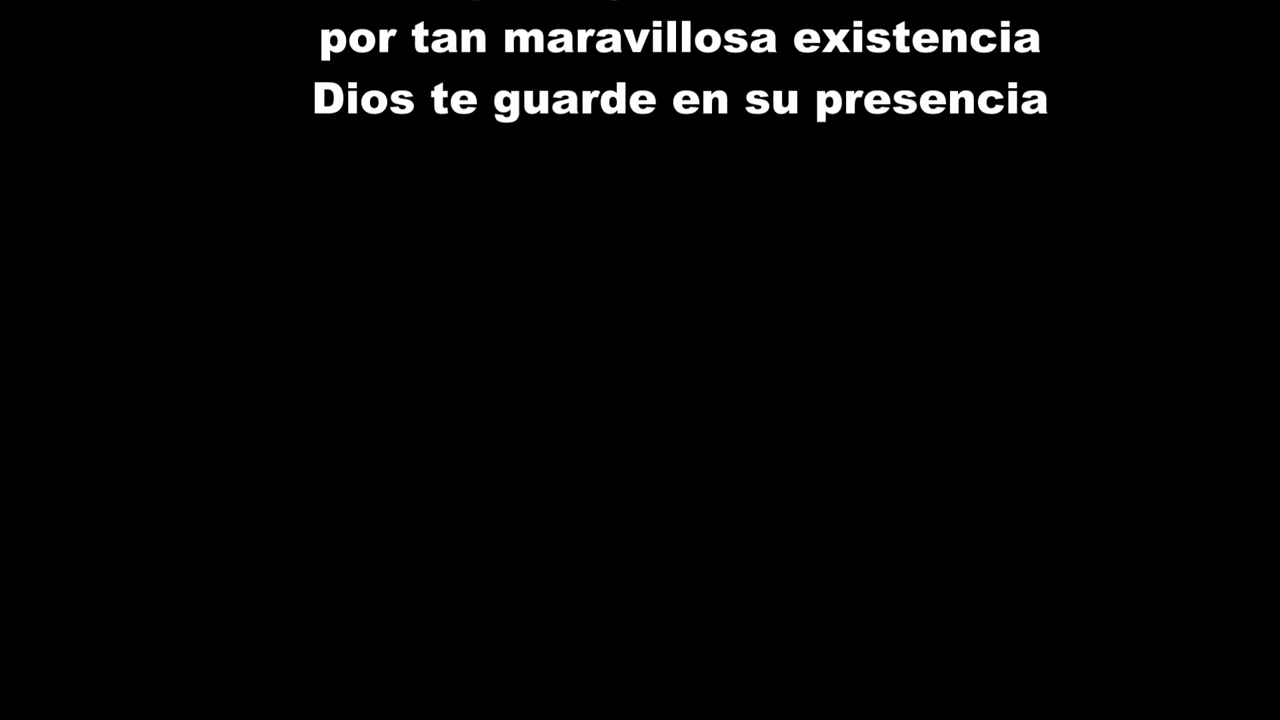 por tan maravillosa existencia
Dios te guarde en su presencia